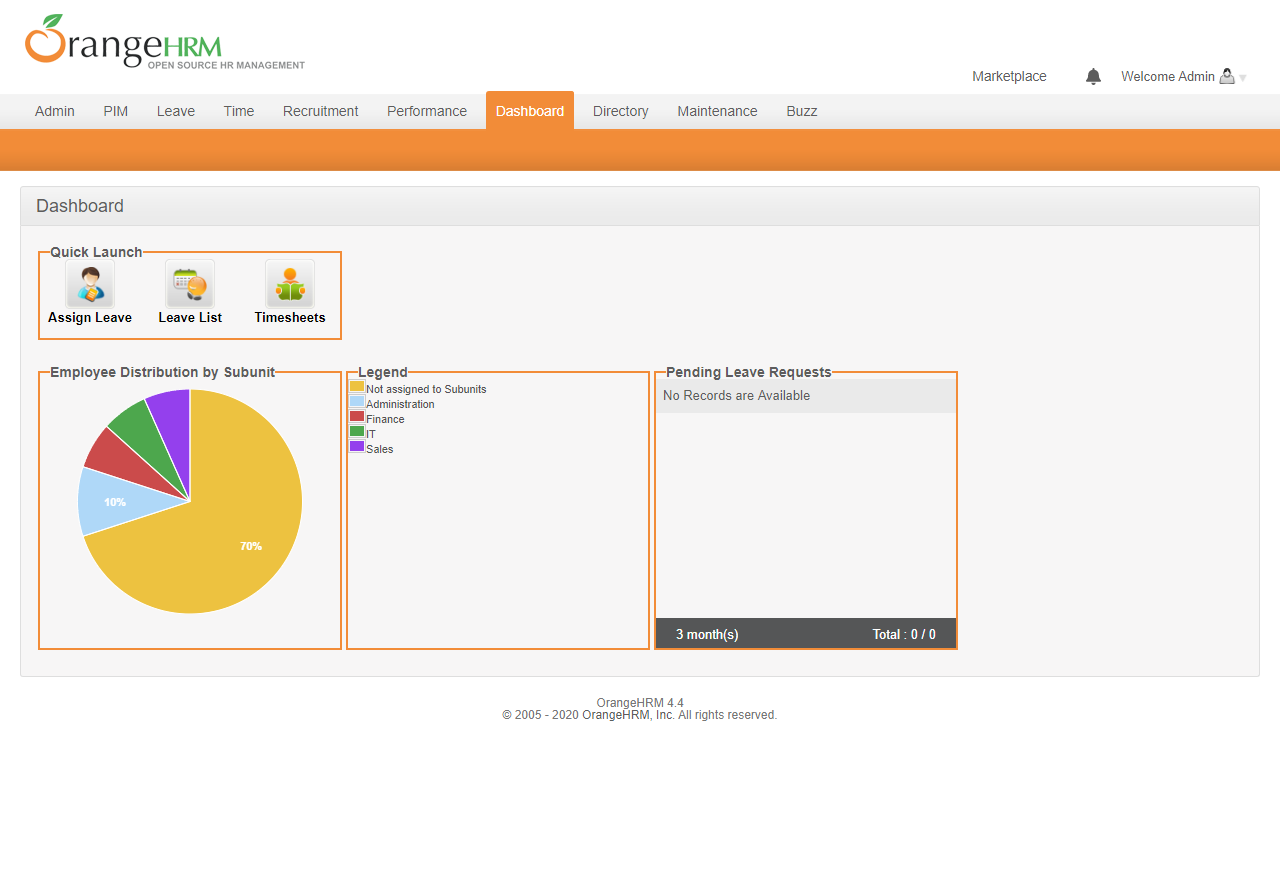 OrangeHRM
OPEN SOURCE HR MANAGEMENT
Marketplace Welcome Admin
Admin PIM Leave Time Recruitment Performance Dashboard Directory Maintenance Buzz
Dashboard
Quick Launch
Assign Leave Leave List Timesheets
Employee Distribution by Subunit
10%
70%
Legend
Not assigned to Subunits
Administration
Finance
IT
Sales
Pending Leave Requests
No Records are Available
3 month(s) Total : 0 / 0
OrangeHRM 4.4
© 2005 - 2020 OrangeHRM, Inc. All rights reserved.